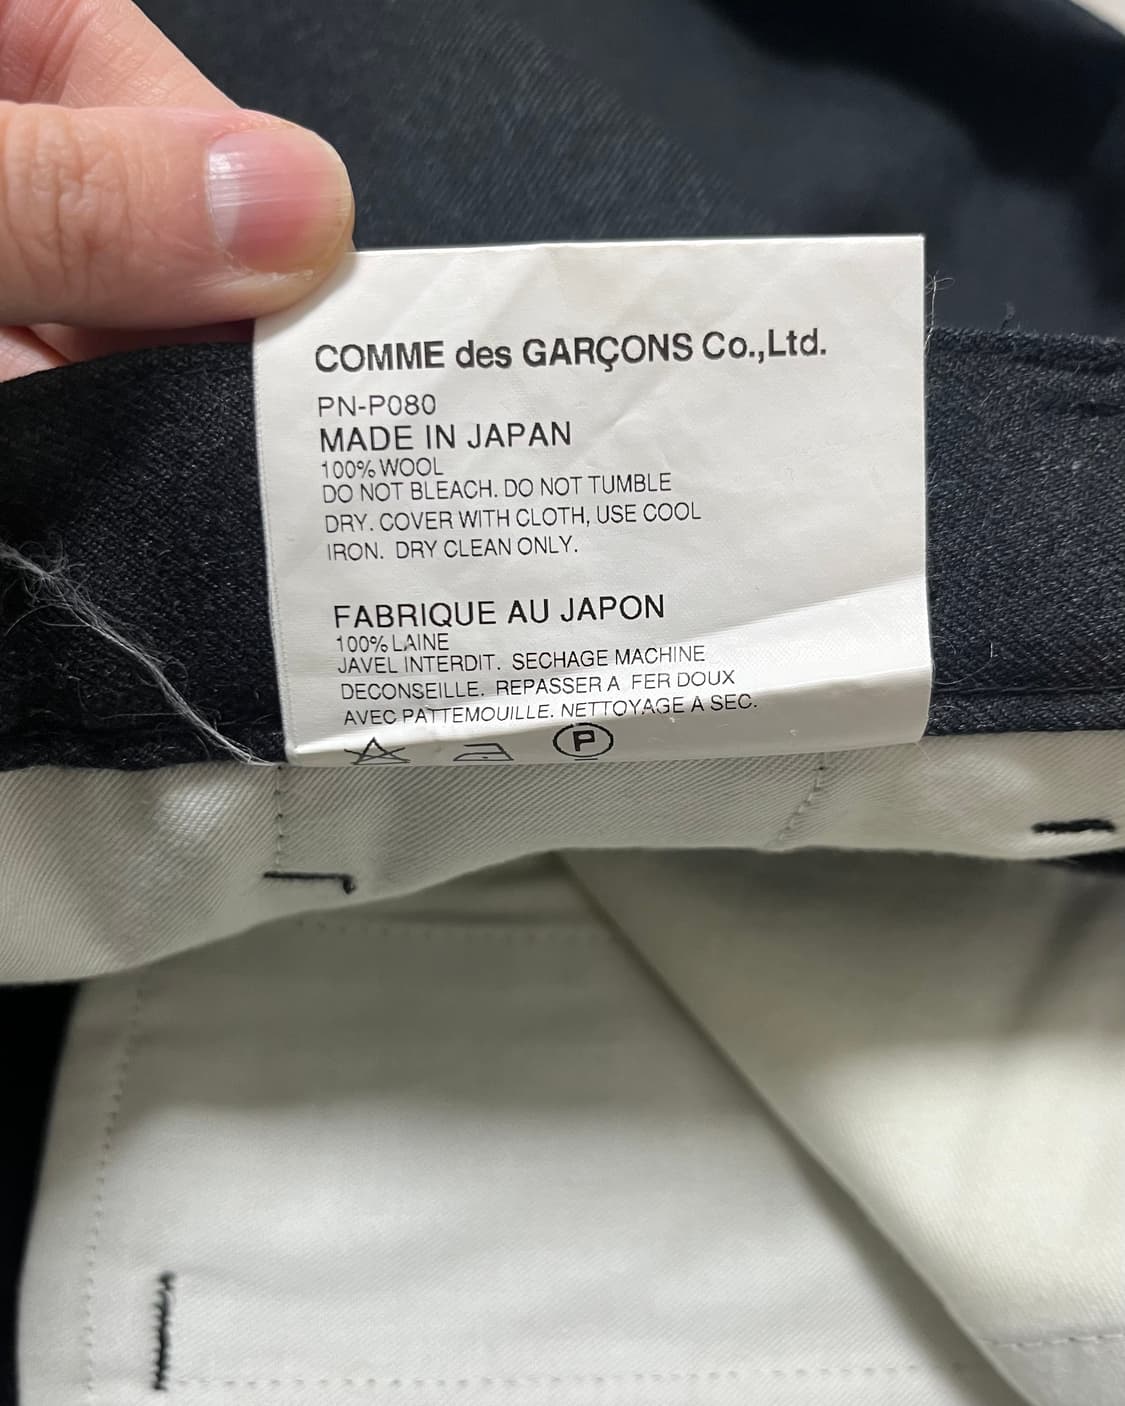 COMME des GARÇONS Co.,Ltd.
PN-P080
MADE IN JAPAN
100% WOOL
DO NOT BLEACH. DO NOT TUMBLE
DRY. COVER WITH CLOTH, USE COOL
IRON. DRY CLEAN ONLY.
FABRIQUE AU JAPON
100% LAINE
JAVEL INTERDIT. SECHAGE MACHINE
DECONSEILLE. REPASSER A FER DOUX
AVEC PATTEMOUILLE. NETTOYAGE A SEC.
P